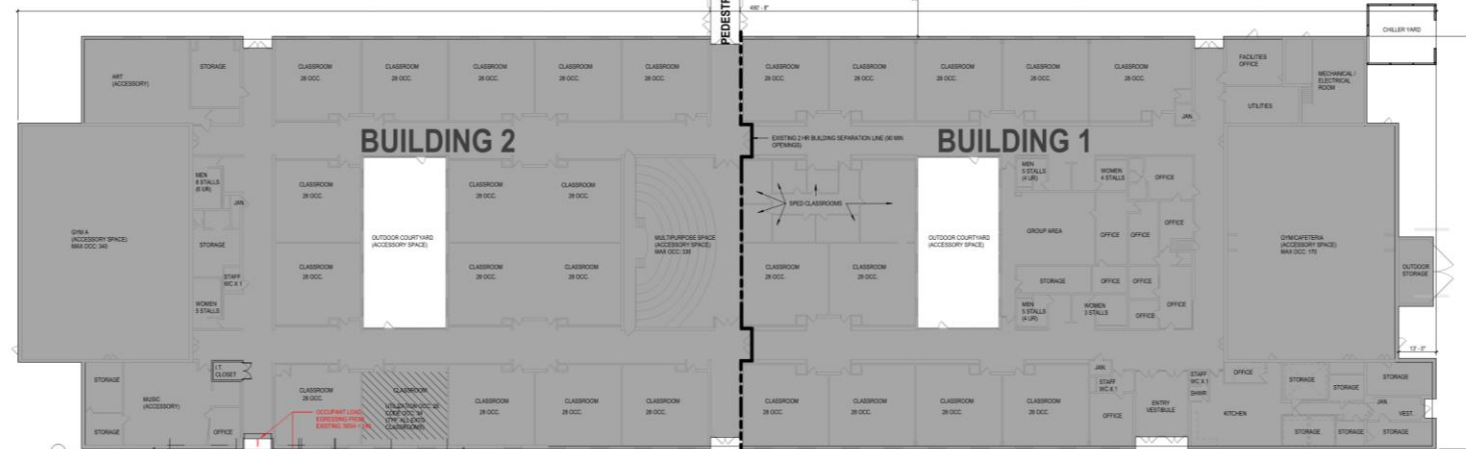 PEDESTR
CHILLER YARD
ART
(ACCESSORY)
STORAGE
CLASSROOM
28 OCC.
CLASSROOM
28 OCC.
CLASSROOM
28 OCC.
CLASSROOM
28 OCC.
CLASSROOM
28 OCC.
CLASSROOM
28 OCC.
CLASSROOM
28 OCC.
CLASSROOM
28 OCC.
CLASSROOM
28 OCC.
CLASSROOM
28 OCC.
FACILITIES
OFFICE
MECHANICAL /
ELECTRICAL
ROOM
UTILITIES
JAN.
BUILDING 2
EXISTING 2 HR BUILDING SEPARATION LINE (90 MIN
OPENINGS)
BUILDING 1
MEN
8 STALLS
(6 UR)
JAN.
CLASSROOM
28 OCC.
CLASSROOM
28 OCC.
CLASSROOM
28 OCC.
SPED CLASSROOMS
MEN
5 STALLS
(4 UR)
WOMEN
4 STALLS
OFFICE
GYM A
(ACCESSORY SPACE)
MAX OCC: 340
STORAGE
OUTDOOR COURTYARD
(ACCESSORY SPACE)
MULTIPURPOSE SPACE
(ACCESSORY SPACE)
MAX OCC: 330
OUTDOOR COURTYARD
(ACCESSORY SPACE)
GROUP AREA
OFFICE
OFFICE
OFFICE
GYM/CAFETERIA
(ACCESSORY SPACE)
MAX OCC: 170
STAFF
WC X 1
CLASSROOM
28 OCC.
CLASSROOM
28 OCC.
CLASSROOM
28 OCC.
CLASSROOM
28 OCC.
CLASSROOM
28 OCC.
STORAGE
OFFICE
OFFICE
OUTDOOR
STORAGE
WOMEN
5 STALLS
MEN
5 STALLS
(4 UR)
WOMEN
3 STALLS
OFFICE
OFFICE
13' - 0"
STORAGE
MUSIC
(ACCESSORY)
I.T.
CLOSET
STORAGE
OFFICE
CLASSROOM
28 OCC.
OCCUPANT LOAD
EGRESSING FROM
CLASSROOM
CLASSROOM
28 OCC.
CLASSROOM
28 OCC.
CLASSROOM
28 OCC.
CLASSROOM
28 OCC.
CLASSROOM
28 OCC.
CLASSROOM
28 OCC.
CLASSROOM
28 OCC.
JAN.
STAFF
WC X 1
OFFICE
ENTRY
VESTIBULE
STAFF
WC X 1
SHWR
OFFICE
KITCHEN
STORAGE
STORAGE
STORAGE
JAN
VEST.
STORAGE
STORAGE
STORAGE